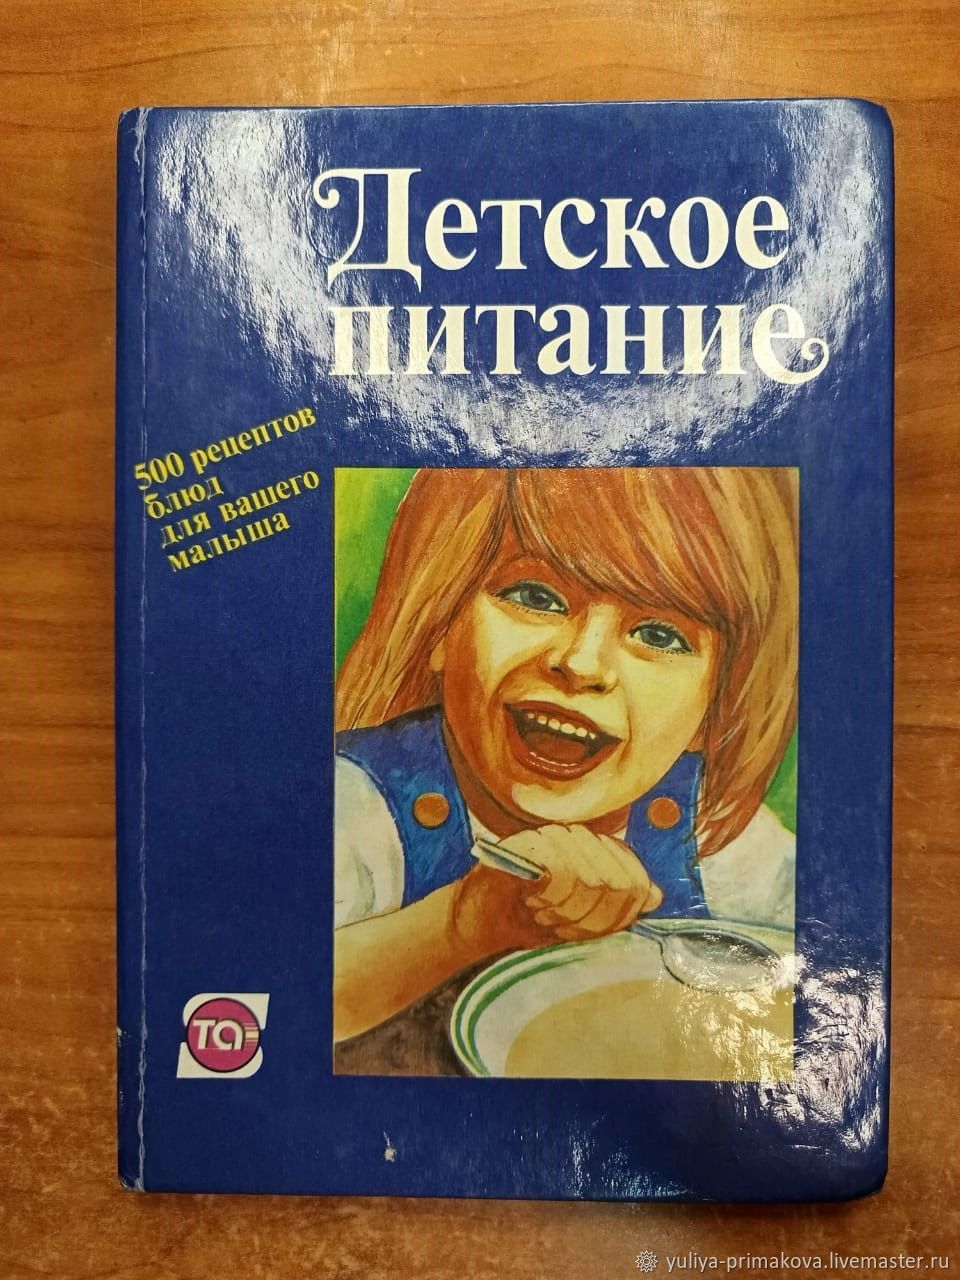 Детское
питание
500 рецептов
блюд
для вашего
малыша
та
yuliya-primakova.livemaster.ru